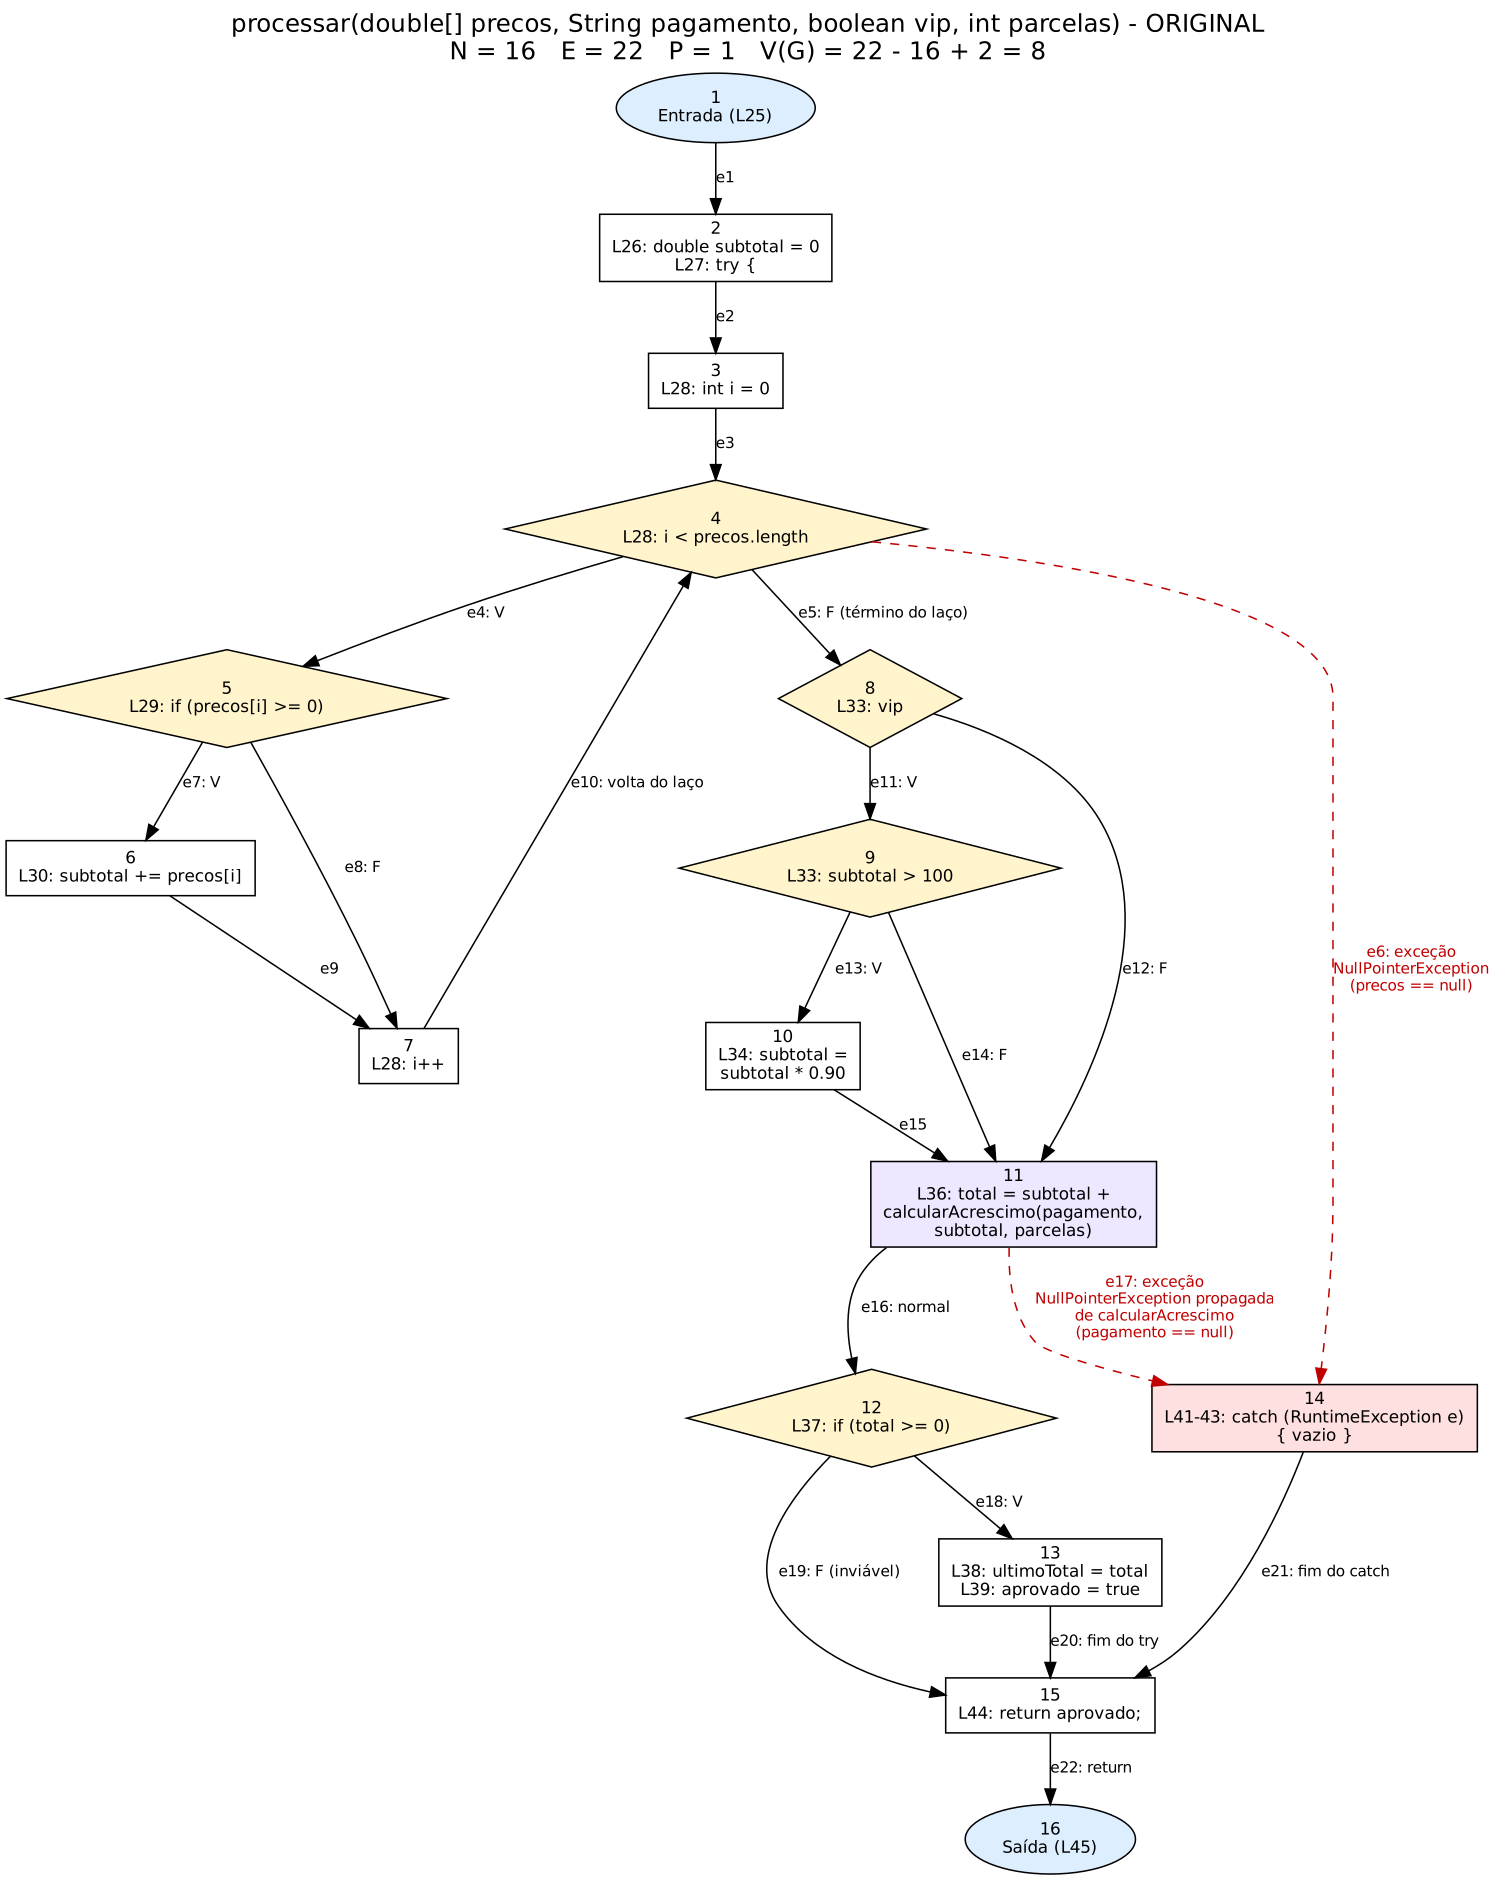 processar(double[] precos, String pagamento, boolean vip, int parcelas) - ORIGINAL
N = 16   E = 22   P = 1   V(G) = 22 - 16 + 2 = 8
1
Entrada (L25)
e1
2
L26: double subtotal = 0
L27: try {
e2
3
L28: int i = 0
e3
4
L28: i < precos.length
e4: V
e5: F (término do laço)
5
L29: if (precos[i] >= 0)
8
L33: vip
e7: V
e10: volta do laço
e11: V
6
L30: subtotal += precos[i]
e8: F
9
L33: subtotal > 100
e6: exceção
NullPointerException
(precos == null)
e9
e13: V
e12: F
7
L28: i++
10
L34: subtotal =
subtotal * 0.90
e14: F
e15
11
L36: total = subtotal +
calcularAcrescimo(pagamento,
subtotal, parcelas)
e16: normal
e17: exceção
NullPointerException propagada
de calcularAcrescimo
(pagamento == null)
12
L37: if (total >= 0)
14
L41-43: catch (RuntimeException e)
{ vazio }
e18: V
e19: F (inviável)
13
L38: ultimoTotal = total
L39: aprovado = true
e21: fim do catch
e20: fim do try
15
L44: return aprovado;
e22: return
16
Saída (L45)